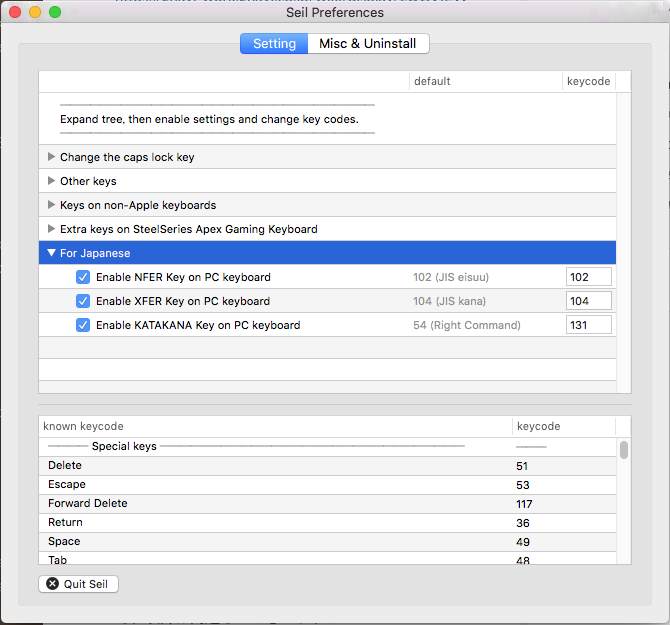 Seil Preferences
Setting
Misc & Uninstall
default
keycode
Expand tree, then enable settings and change key codes.
Change the caps lock key
Other keys
Keys on non-Apple keyboards
Extra keys on SteelSeries Apex Gaming Keyboard
For Japanese
Enable NFER Key on PC keyboard 102 (JIS eisuu) 102
Enable XFER Key on PC keyboard 104 (JIS kana) 104
Enable KATAKANA Key on PC keyboard 54 (Right Command) 131
known keycode keycode
Special keys
Delete 51
Escape 53
Forward Delete 117
Return 36
Space 49
Tab 48
Quit Seil